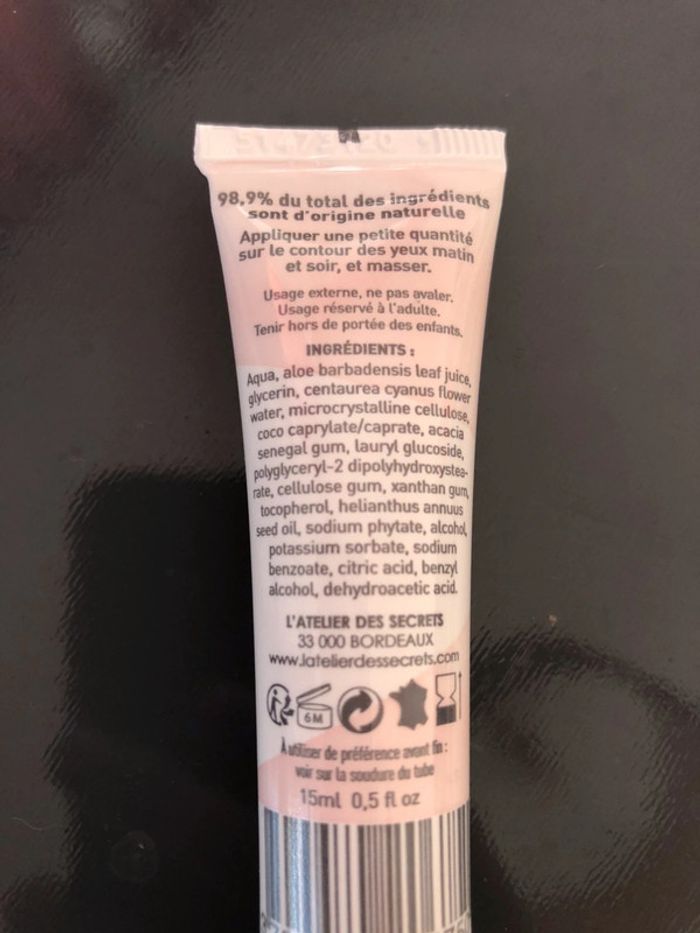 98,9% du total des ingrédients
sont d'origine naturelle
Appliquer une petite quantité
sur le contour des yeux matin
et soir, et masser.
Usage externe, ne pas avaler.
Usage réservé à l'adulte.
Tenir hors de portée des enfants.
INGRÉDIENTS :
Aqua, aloe barbadensis leaf juice,
glycerin, centaurea cyanus flower
water, microcrystalline cellulose,
coco caprylate/caprate, acacia
senegal gum, lauryl glucoside,
polyglyceryl-2 dipolyhydroxystea-
rate, cellulose gum, xanthan gum,
tocopherol, helianthus annuus
seed oil, sodium phytate, alcohol,
potassium sorbate, sodium
benzoate, citric acid, benzyl
alcohol, dehydroacetic acid.
L'ATELIER DES SECRETS
33 000 BORDEAUX
www.latelierdessecrets.com
6M
À utiliser de préférence avant fin :
voir sur la soudure du tube
15ml 0,5 fl oz